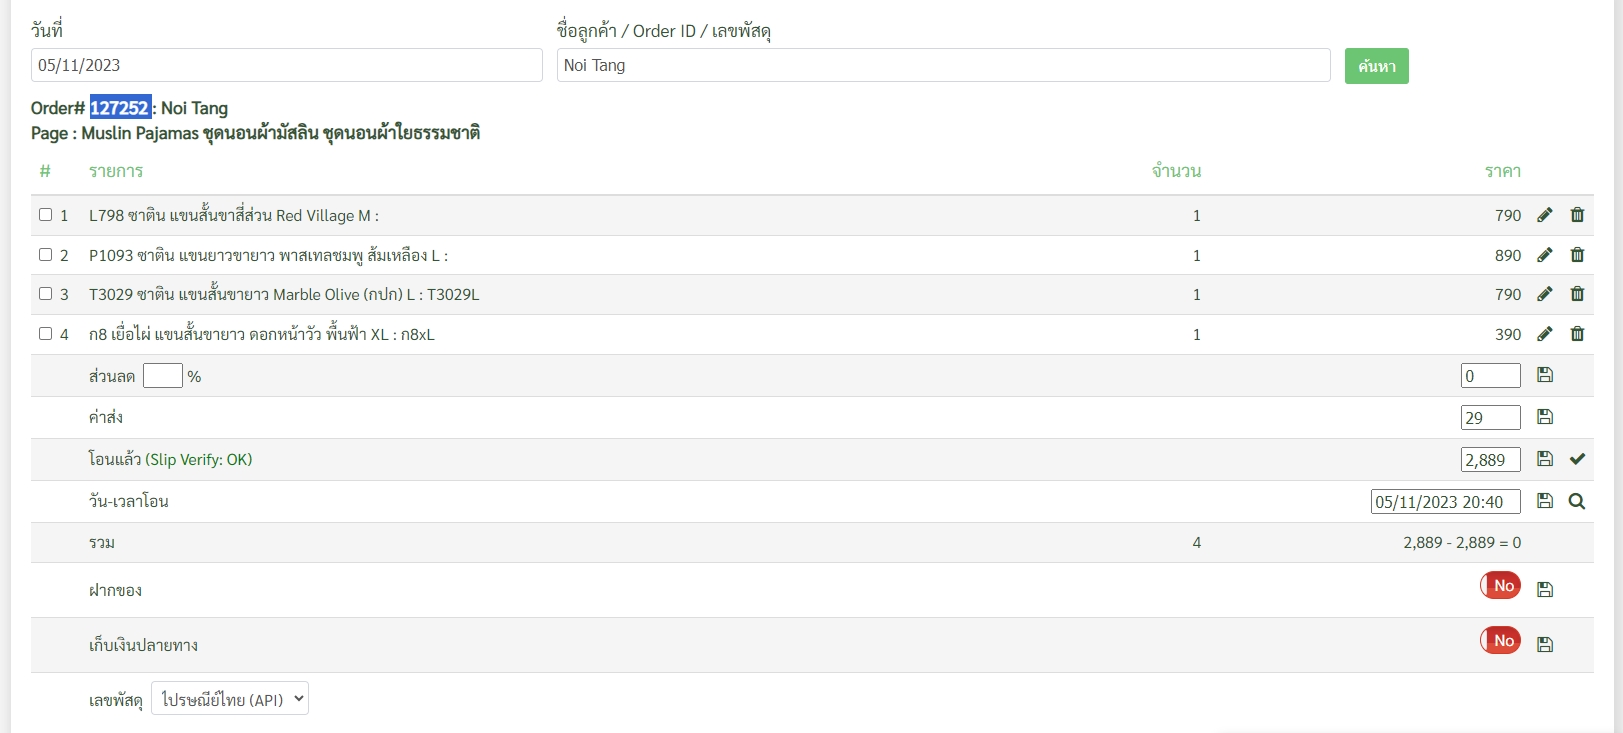 วันที่ ชื่อลูกค้า / Order ID / เลขพัสดุ
05/11/2023 Noi Tang ค้นหา
Order# 127252 : Noi Tang
Page : Muslin Pajamas ชุดนอนผ้ามัสลิน ชุดนอนผ้าใยธรรมชาติ
# รายการ จำนวน ราคา
1 L798 ซาติน แขนสั้นขาสี่ส่วน Red Village M : 1 790
2 P1093 ซาติน แขนยาวขายาว พาสเทลชมพู ส้มเหลือง L : 1 890
3 T3029 ซาติน แขนสั้นขายาว Marble Olive (กปก) L : T3029L 1 790
4 ก8 เยื่อไผ่ แขนสั้นขายาว ดอกหน้าวัว พื้นฟ้า XL : ก8xL 1 390
ส่วนลด % 0
ค่าส่ง 29
โอนแล้ว (Slip Verify: OK) 2,889
วัน-เวลาโอน 05/11/2023 20:40
รวม 4 2,889 - 2,889 = 0
ฝากของ No
เก็บเงินปลายทาง No
เลขพัสดุ ไปรษณีย์ไทย (API)